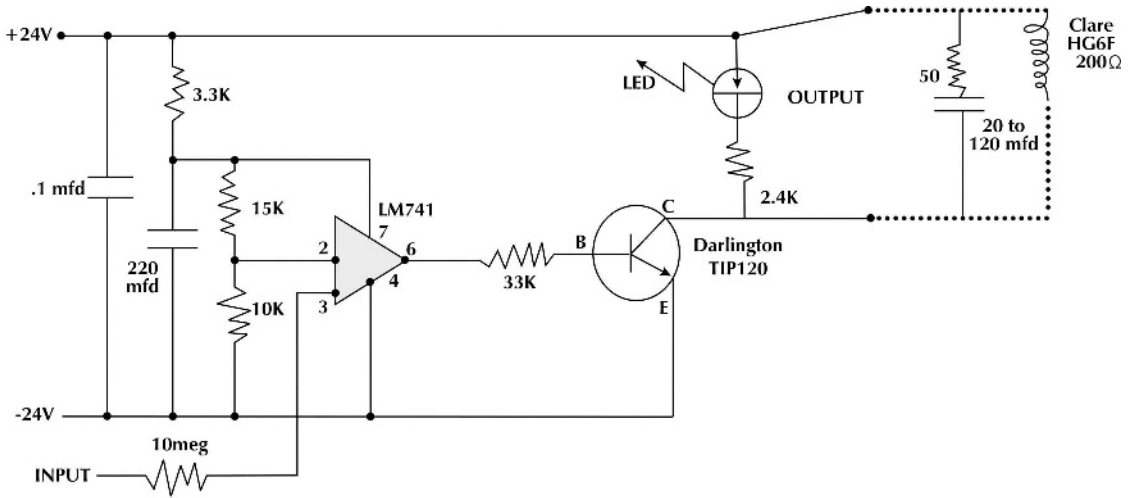 +24V
3.3K
.1 mfd
220
mfd
15K
10K
LM741
7
2
6
3
4
33K
LED
OUTPUT
2.4K
B
C
E
Darlington
TIP120
50
20 to
120 mfd
Clare
HG6F
200Ω
-24V
10meg
INPUT